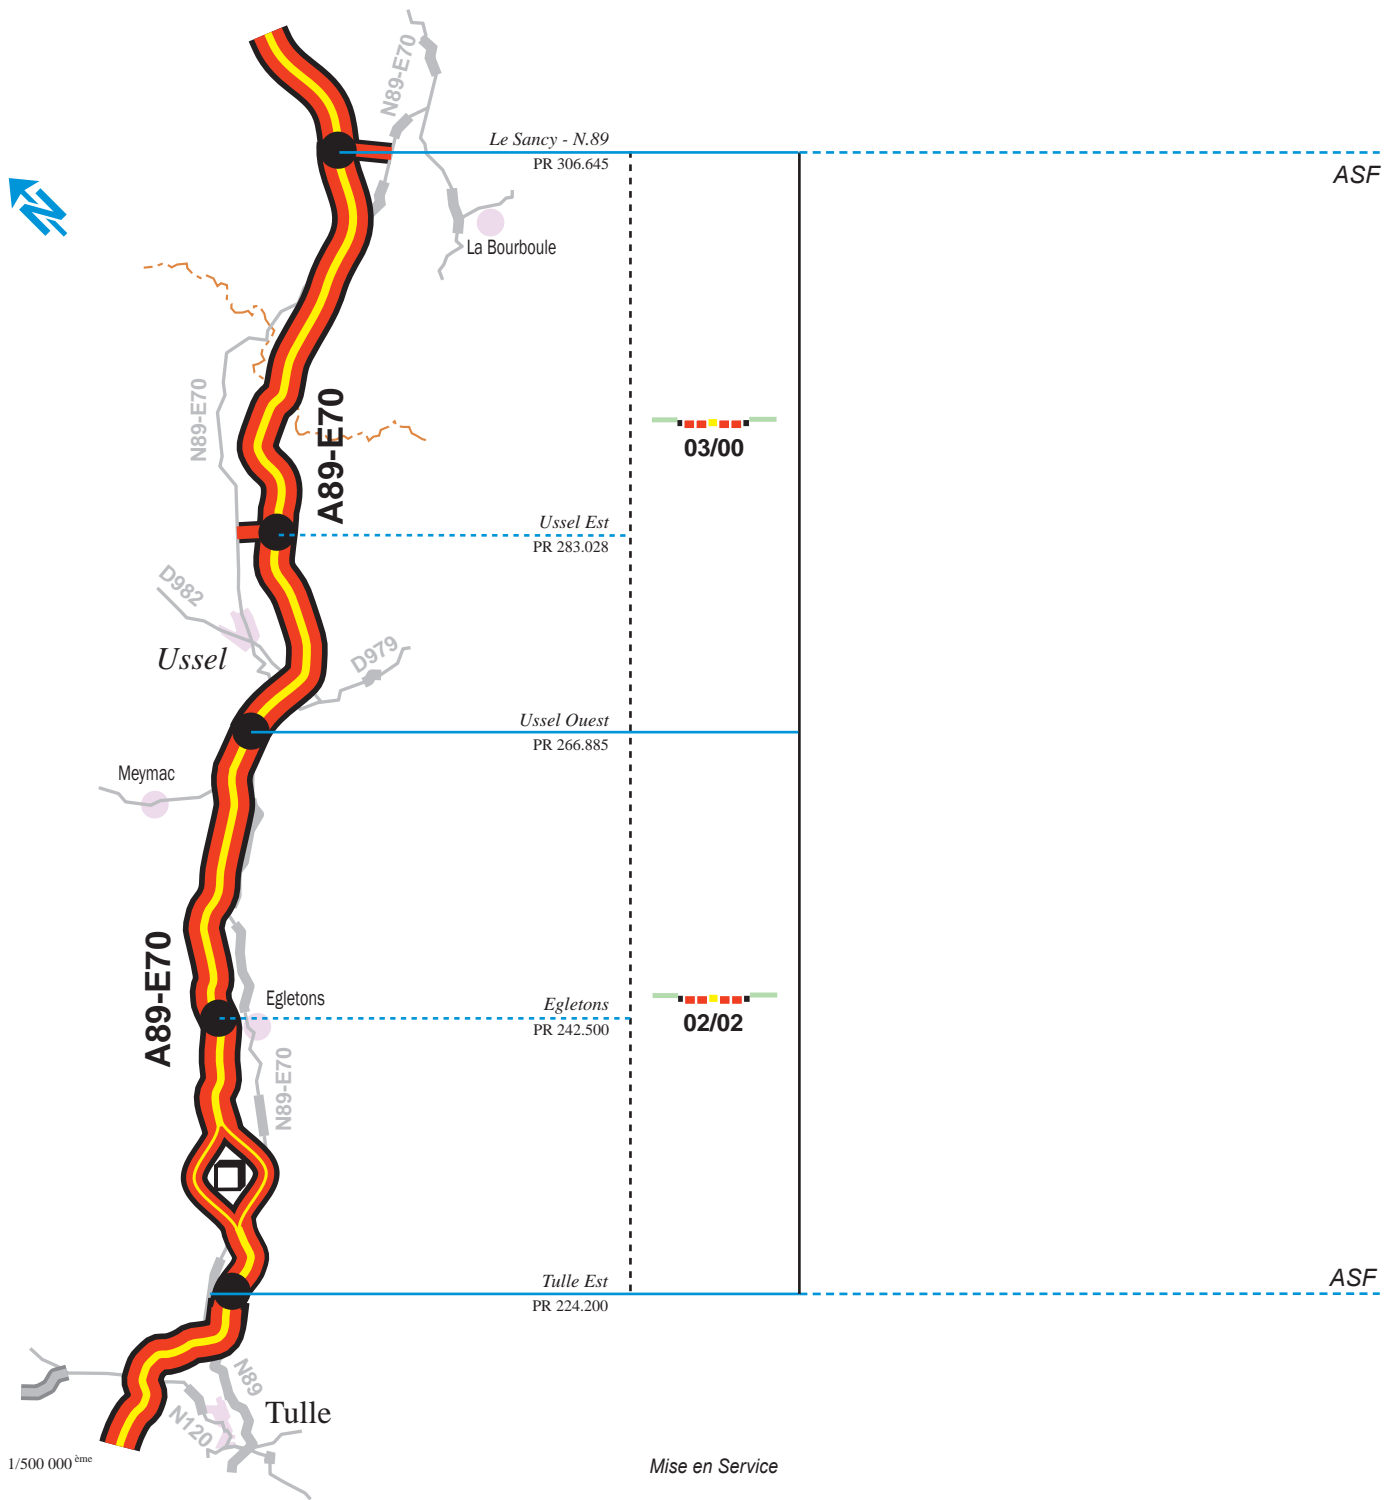 N89-E70
Le Sancy - N.89
PR 306.645
ASF
N
La Bourboule
N89-E70
A89-E70
03/00
Ussel Est
PR 283.028
D982
Ussel
D979
Ussel Ouest
PR 266.885
Meymac
A89-E70
Egletons
Egletons
PR 242.500
02/02
N89-E70
Tulle Est
PR 224.200
ASF
N89
N120
Tulle
1/500 000 ème
Mise en Service